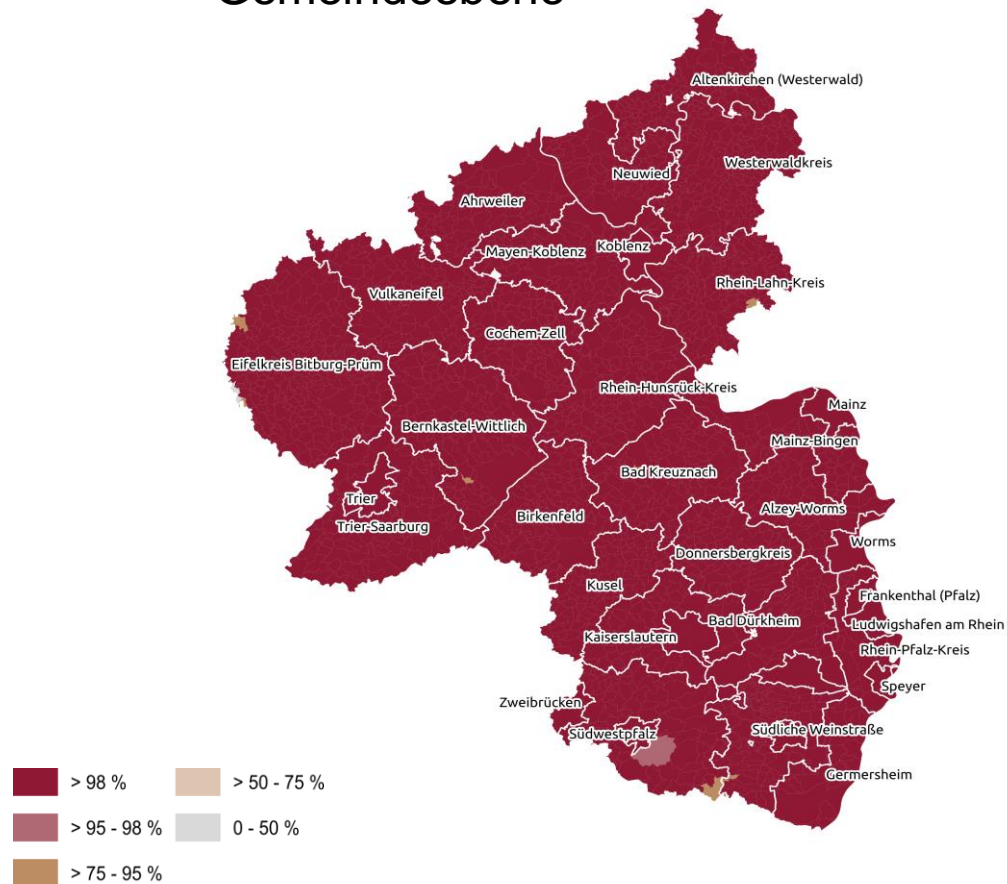 Gemeindeebene
Altenkirchen (Westerwald)
Westerwaldkreis
Neuwied
Ahrweiler
Koblenz
Mayen-Koblenz
Rhein-Lahn-Kreis
Vulkaneifel
Cochem-Zell
Eifelkreis Bitburg-Prüm
Rhein-Hunsrück-Kreis
Mainz
Bernkastel-Wittlich
Mainz-Bingen
Bad Kreuznach
Trier
Alzey-Worms
Birkenfeld
Trier-Saarburg
Worms
Donnersbergkreis
Kusel
Frankenthal (Pfalz)
Bad Dürkheim
Ludwigshafen am Rhein
Kaiserslautern
Rhein-Pfalz-Kreis
Speyer
Zweibrücken
Südliche Weinstraße
Südwestpfalz
Germersheim
> 98 %
> 95 - 98 %
> 75 - 95 %
> 50 - 75 %
0 - 50 %